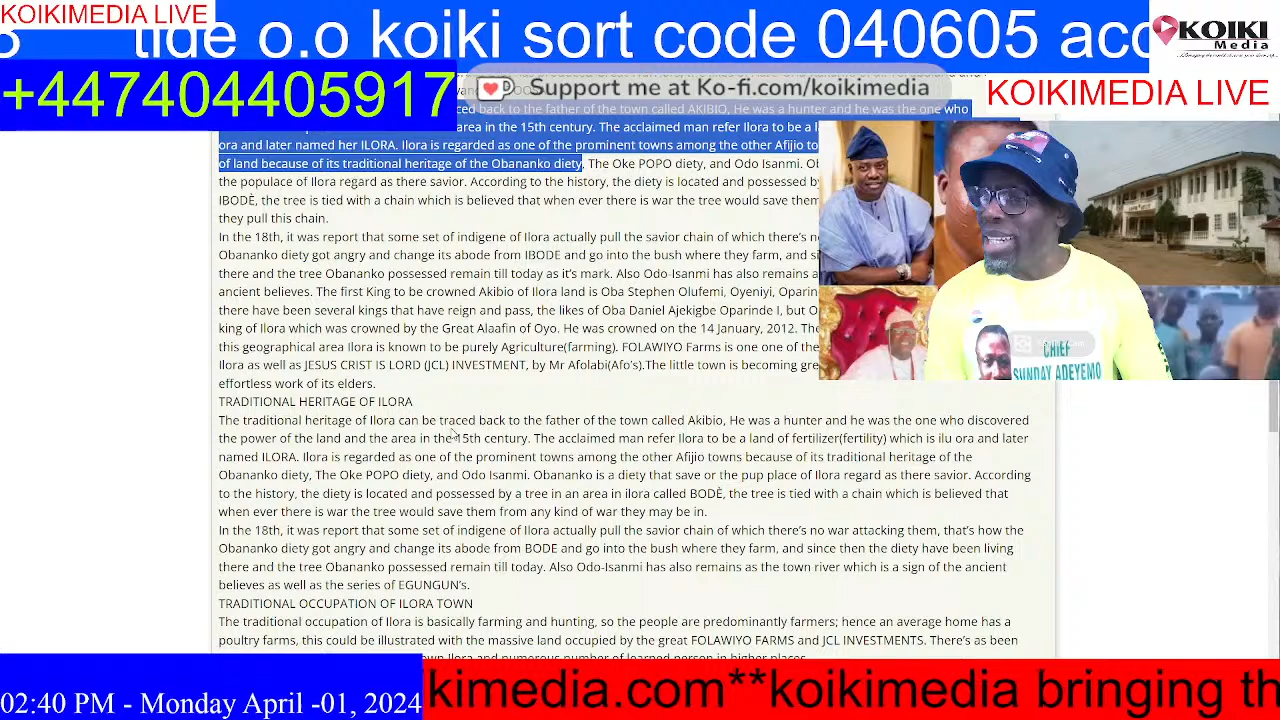 KOIKIMEDIA LIVE
tide o.o koiki sort code 040605 acc
KOIKI
Media
+447404405917
Support me at Ko-fi.com/koikimedia
KOIKIMEDIA LIVE
ced back to the father of the town called AKIBIO. He was a hunter and he was the one who
area in the 15th century. The acclaimed man refer Ilora to be a l
ora and later named her ILORA. Ilora is regarded as one of the prominent towns among the other Afijio to
of land because of its traditional heritage of the Obananko diety, The Oke POPO diety, and Odo Isanmi. Ob
the populace of Ilora regard as there savior. According to the history, the diety is located and possessed by
IBODÈ, the tree is tied with a chain which is believed that when ever there is war the tree would save them
they pull this chain.
In the 18th, it was report that some set of indigene of Ilora actually pull the savior chain of which there's no
Obananko diety got angry and change its abode from IBODE and go into the bush where they farm, and si
there and the tree Obananko possessed remain till today as it's mark. Also Odo-Isanmi has also remains a
ancient believes. The first King to be crowned Akibio of Ilora land is Oba Stephen Olufemi, Oyeniyi, Oparin
there have been several kings that have reign and pass, the likes of Oba Daniel Ajekigbe Oparinde I, but O
king of Ilora which was crowned by the Great Alaafin of Oyo. He was crowned on the 14 January, 2012. The
this geographical area Ilora is known to be purely Agriculture(farming). FOLAWIYO Farms is one one of the
Ilora as well as JESUS CRIST IS LORD (JCL) INVESTMENT, by Mr Afolabi(Afo's).The little town is becoming gre
effortless work of its elders.
TRADITIONAL HERITAGE OF ILORA
The traditional heritage of Ilora can be traced back to the father of the town called Akibio, He was a hunter and he was the one who discovered
the power of the land and the area in the 15th century. The acclaimed man refer Ilora to be a land of fertilizer(fertility) which is ilu ora and later
named ILORA. Ilora is regarded as one of the prominent towns among the other Afijio towns because of its traditional heritage of the
Obananko diety, The Oke POPO diety, and Odo Isanmi. Obananko is a diety that save or the pup place of Ilora regard as there savior. According
to the history, the diety is located and possessed by a tree in an area in ilora called BODÈ, the tree is tied with a chain which is believed that
when ever there is war the tree would save them from any kind of war they may be in.
In the 18th, it was report that some set of indigene of Ilora actually pull the savior chain of which there's no war attacking them, that's how the
Obananko diety got angry and change its abode from BODE and go into the bush where they farm, and since then the diety have been living
there and the tree Obananko possessed remain till today. Also Odo-Isanmi has also remains as the town river which is a sign of the ancient
believes as well as the series of EGUNGUN's.
TRADITIONAL OCCUPATION OF ILORA TOWN
The traditional occupation of Ilora is basically farming and hunting, so the people are predominantly farmers; hence an average home has a
poultry farms, this could be illustrated with the massive land occupied by the great FOLAWIYO FARMS and JCL INVESTMENTS. There's as been
CHIEF
SUNDAY ADEYEMO
02:40 PM - Monday April -01, 2024
kimedia.com**koikimedia bringing th